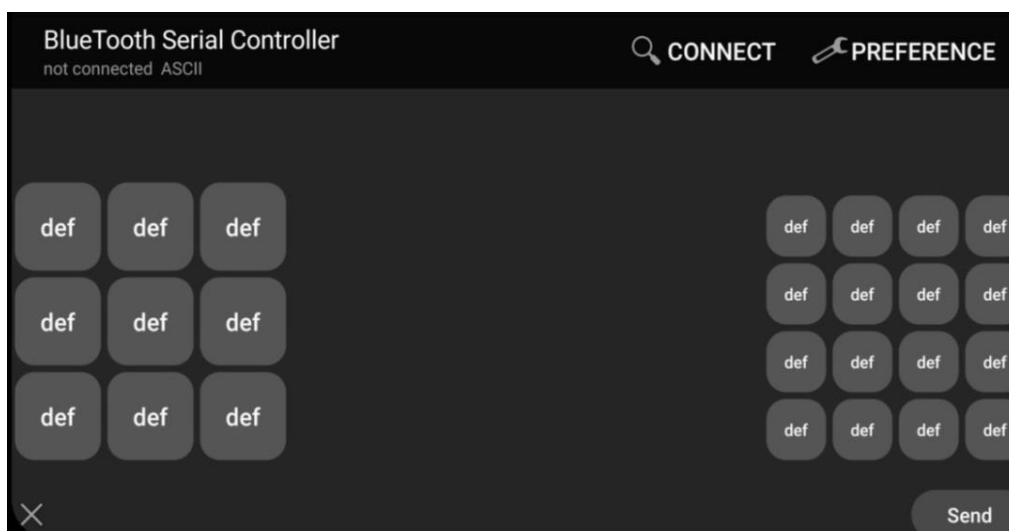 BlueTooth Serial Controller
not connected ASCII
CONNECT
PREFERENCE
def def def
def def def
def def def
def def def def
def def def def
def def def def
def def def def
Send